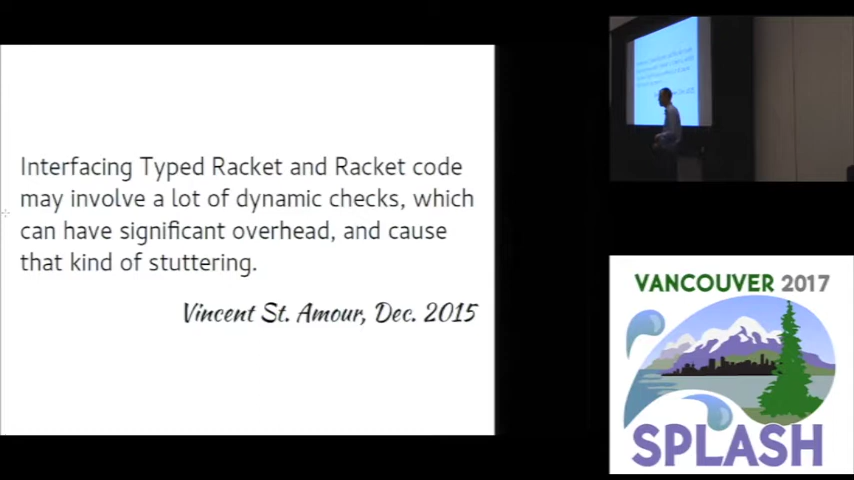 Interfacing Typed Racket and Racket code
may involve a lot of dynamic checks, which
can have significant overhead, and cause
that kind of stuttering.
Vincent St. Amour, Dec. 2015
VANCOUVER 2017
SPLASH